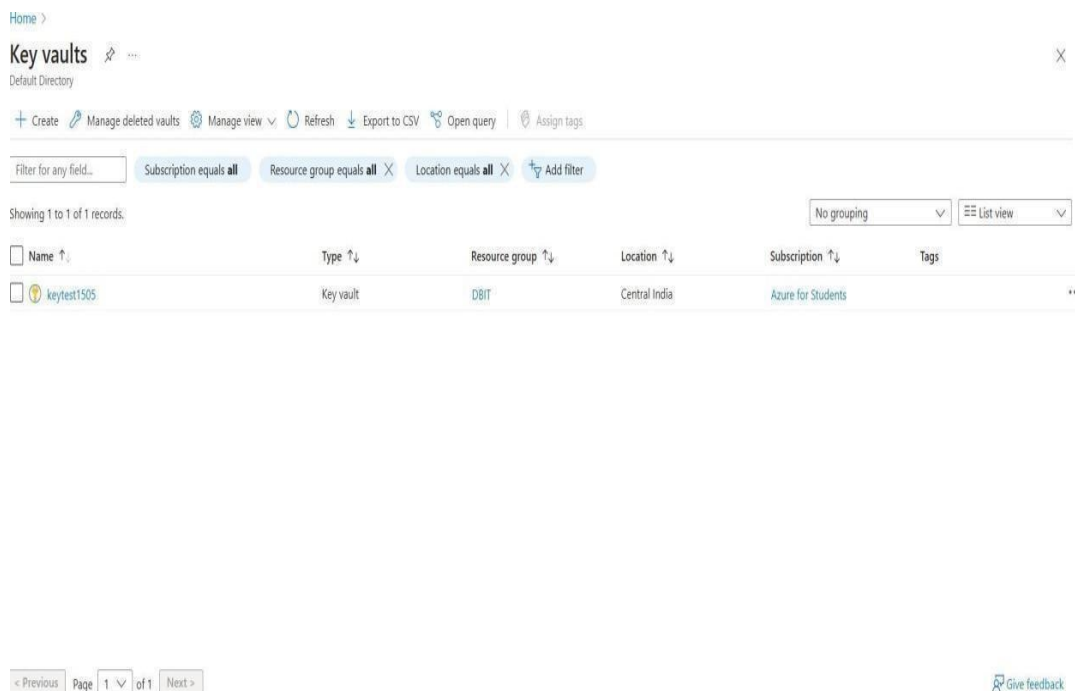 Home >
Key vaults ...
Default Directory
+ Create Manage deleted vaults Manage view Refresh Export to CSV Open query Assign tags
Filter for any field... Subscription equals all Resource group equals all X Location equals all X Add filter
Showing 1 to 1 of 1 records. No grouping List view
Name ↑↓ Type ↑↓ Resource group ↑↓ Location ↑↓ Subscription ↑↓ Tags
keytest1505 Key vault DBIT Central India Azure for Students
< Previous Page 1 of 1 Next > Give feedback